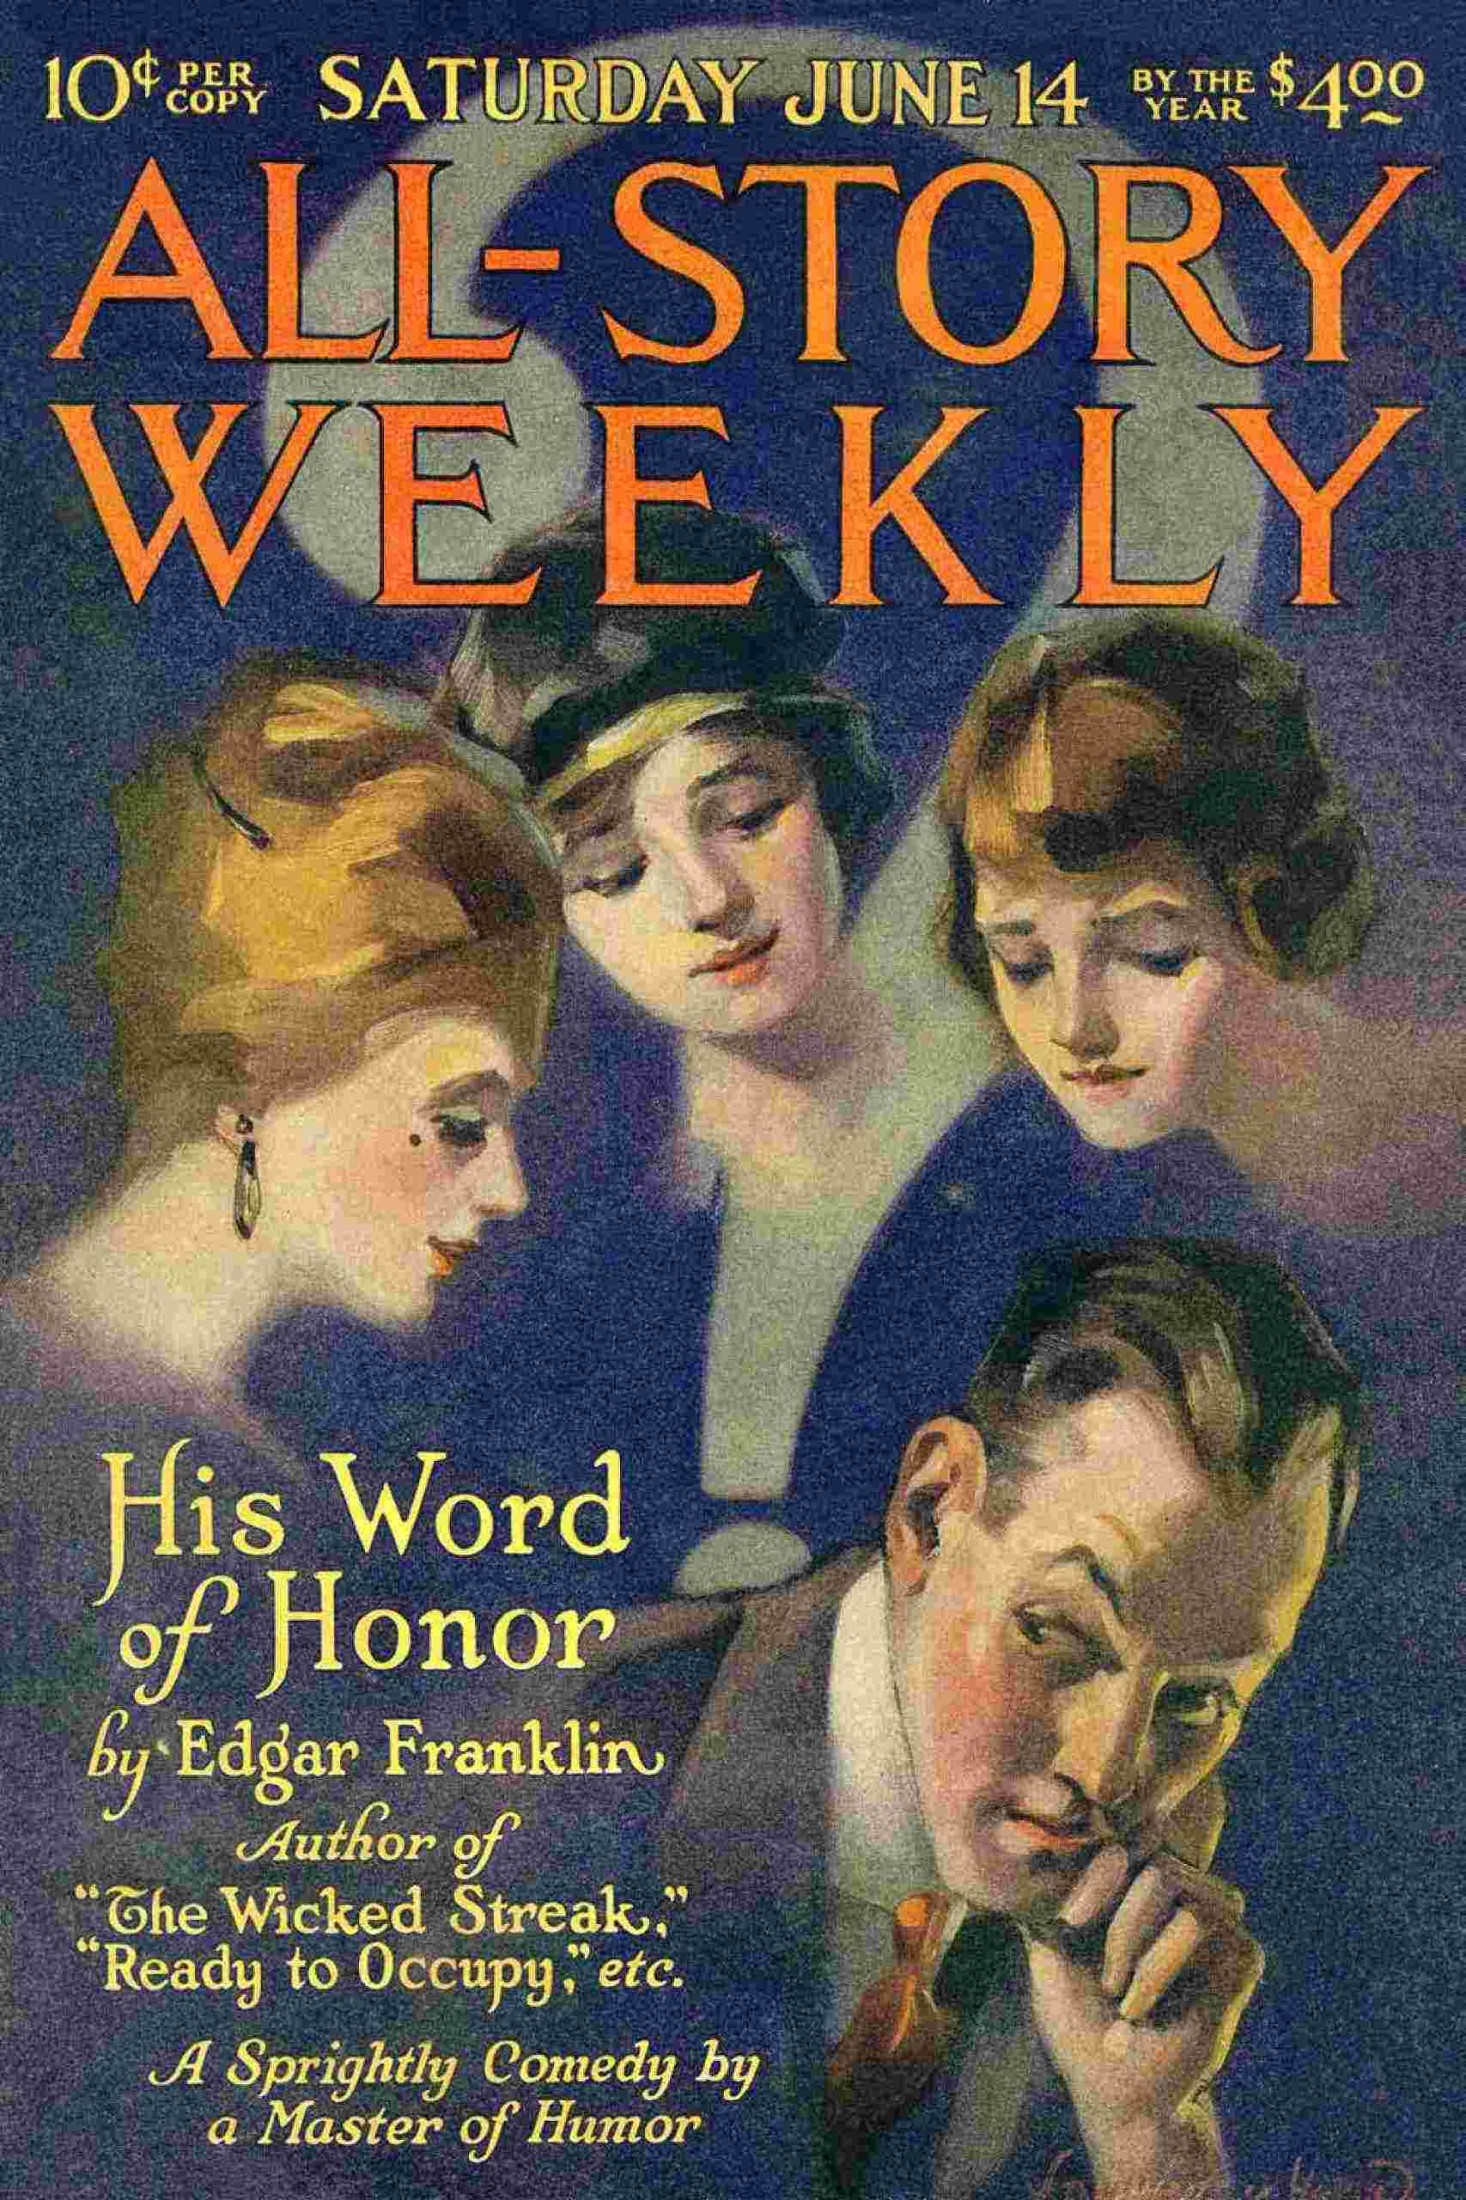 10¢ PER COPY SATURDAY JUNE 14 BY THE YEAR $4.00
ALL-STORY
WEEKLY
His Word
of Honor
by Edgar Franklin
Author of
“The Wicked Streak,”
“Ready to Occupy,” etc.
A Sprightly Comedy by
a Master of Humor